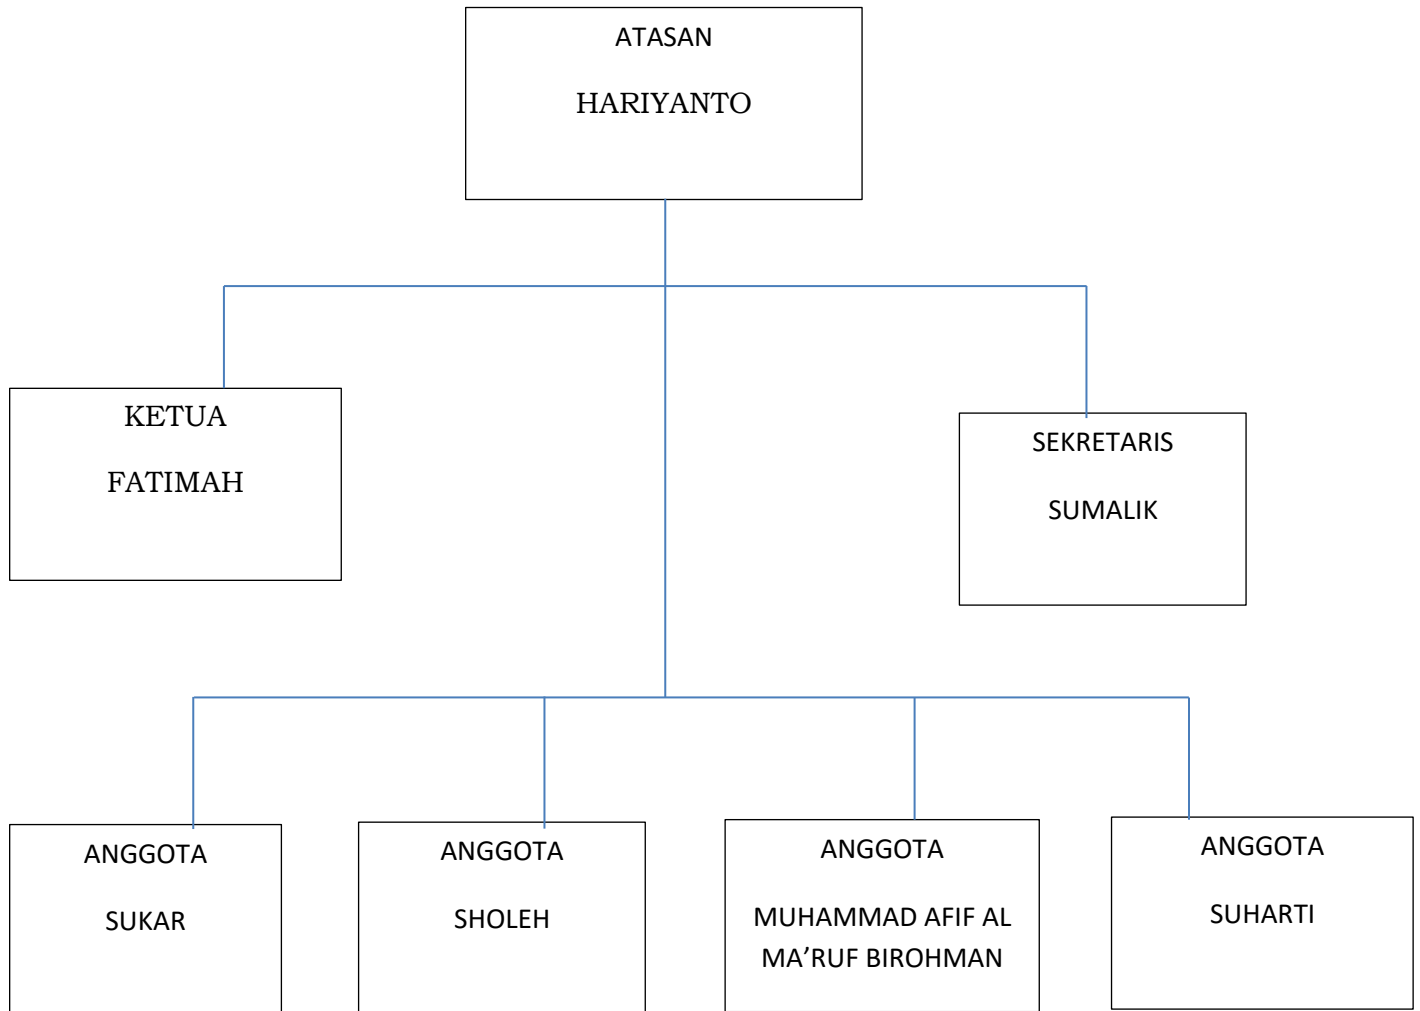 ATASAN
HARIYANTO
KETUA
FATIMAH
SEKRETARIS
SUMALIK
ANGGOTA
SUKAR
ANGGOTA
SHOLEH
ANGGOTA
MUHAMMAD AFIF AL
MA’RUF BIROHMAN
ANGGOTA
SUHARTI